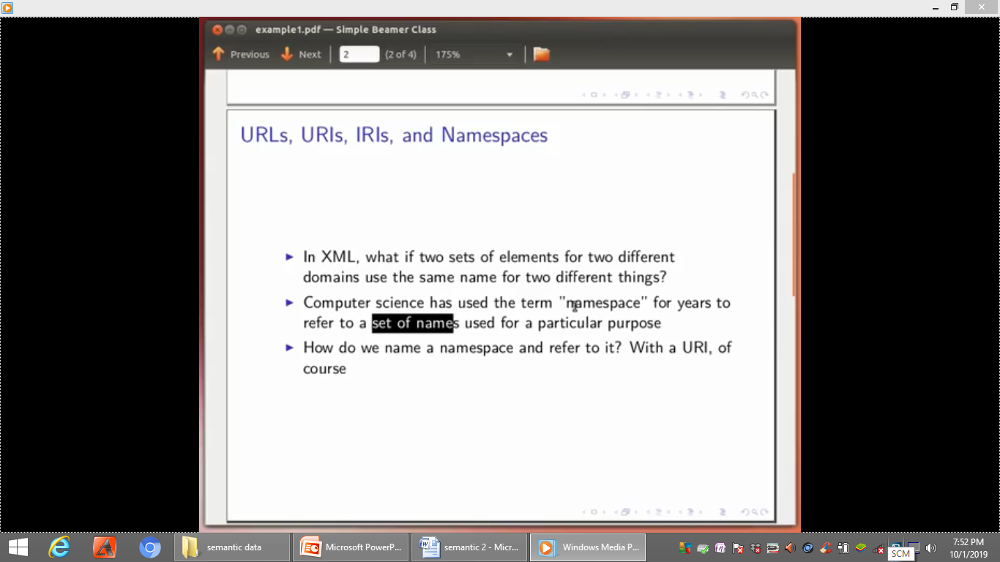 example1.pdf — Simple Beamer Class
Previous Next 2 (2 of 4) 175%
URLs, URIs, IRIs, and Namespaces
▶ In XML, what if two sets of elements for two different
domains use the same name for two different things?
▶ Computer science has used the term "namespace" for years to
refer to a set of names used for a particular purpose
▶ How do we name a namespace and refer to it? With a URI, of
course
semantic data Microsoft PowerP... semantic 2 - Micr... Windows Media P... 7:52 PM
SCM 10/1/2019